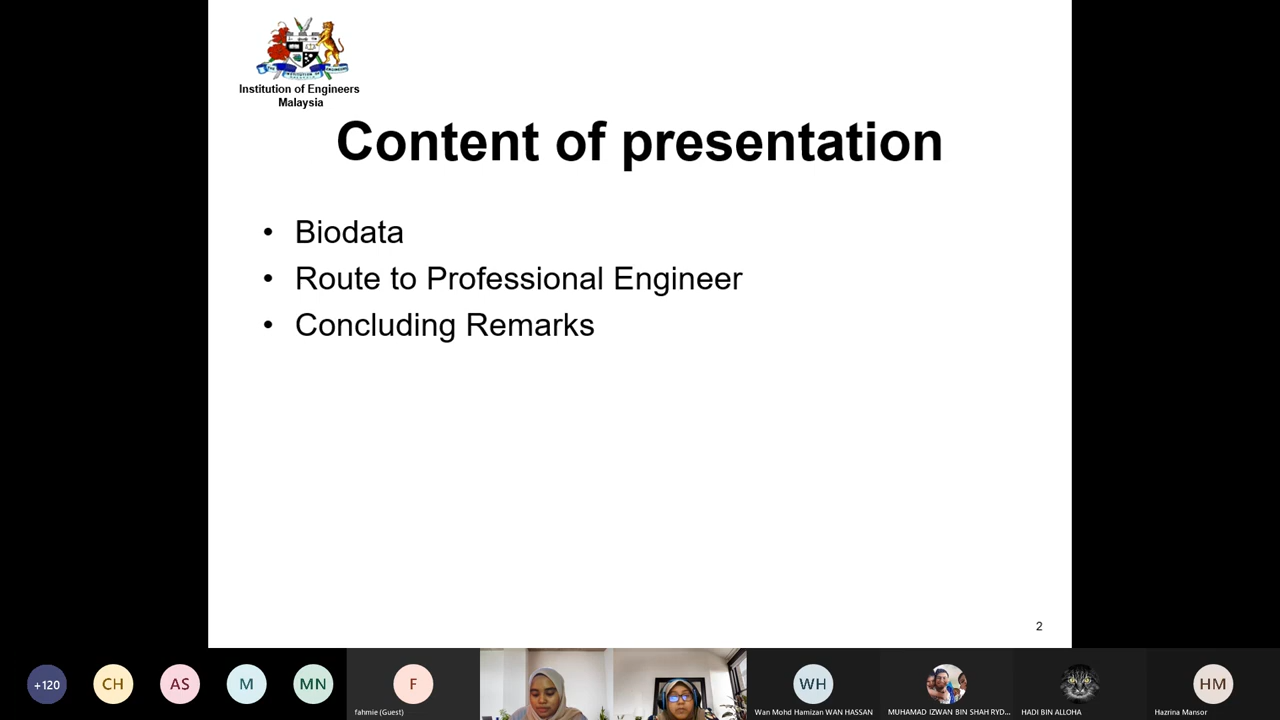 Institution of Engineers
Malaysia
Content of presentation
• Biodata
• Route to Professional Engineer
• Concluding Remarks
2
+120
CH
AS
M
MN
F
fahmie (Guest)
WH
Wan Mohd Hamizan WAN HASSAN
MUHAMAD IZWAN BIN SHAH RYD...
HADI BIN ALLOHA
HM
Hazrina Mansor